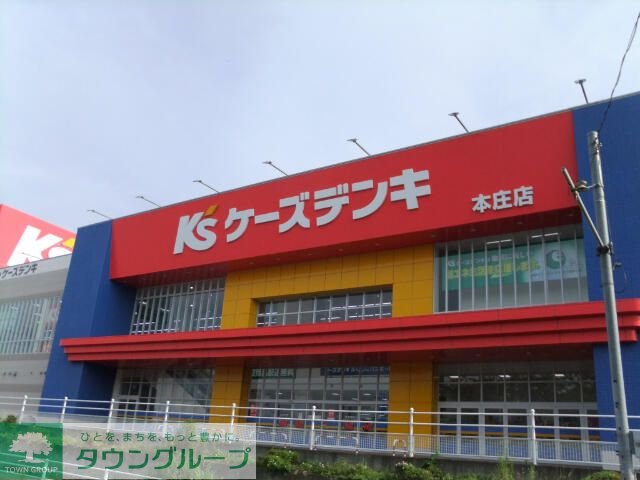 K's ケーズデンキ 本庄店
K's
ケーズデンキ
ひとを、まちを、もっと豊かに。
タウングループ
TOWN GROUP